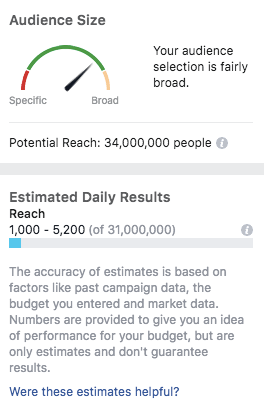 Audience Size
Your audience
selection is fairly
broad.
Specific
Broad
Potential Reach: 34,000,000 people
Estimated Daily Results
Reach
1,000 - 5,200 (of 31,000,000)
The accuracy of estimates is based on
factors like past campaign data, the
budget you entered and market data.
Numbers are provided to give you an idea
of performance for your budget, but are
only estimates and don't guarantee
results.
Were these estimates helpful?